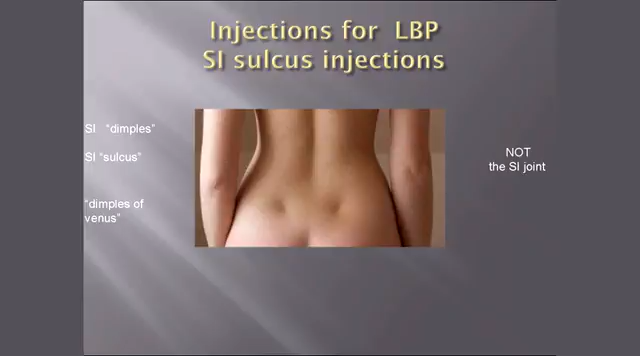 Injections for LBP
SI sulcus injections
SI "dimples"
SI “sulcus”
“dimples of
venus”
NOT
the SI joint